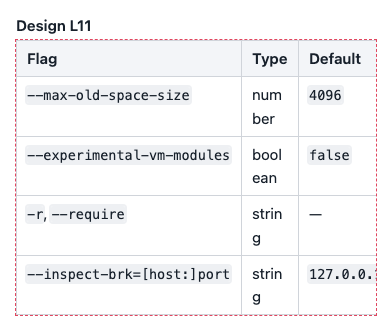 Design L11
Flag Type Default
--max-old-space-size num 4096
ber
--experimental-vm-modules bool false
ean
-r, --require strin —
g
--inspect-brk=[host:]port strin 127.0.0.
g